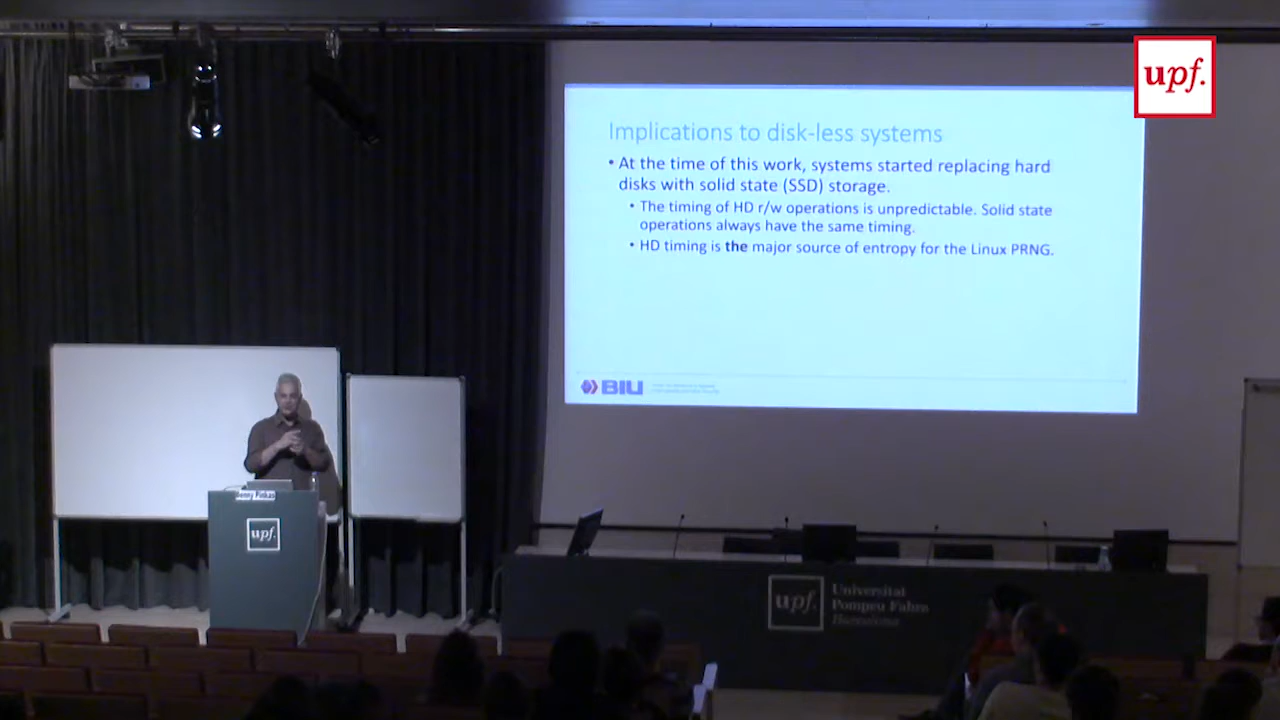 upf.
Implications to disk-less systems
• At the time of this work, systems started replacing hard
disks with solid state (SSD) storage.
• The timing of HD r/w operations is unpredictable. Solid state
operations always have the same timing.
• HD timing is the major source of entropy for the Linux PRNG.
BIU
Benny Pinkas
upf.
upf.
Universitat
Pompeu Fabra
Barcelona